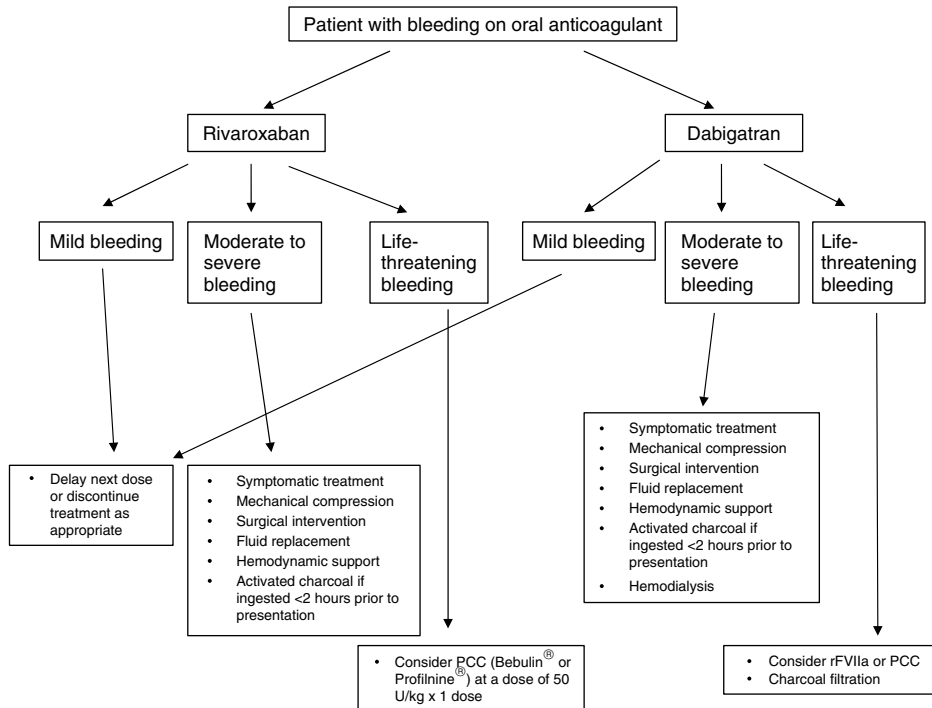 Patient with bleeding on oral anticoagulant
Rivaroxaban
Dabigatran
Mild bleeding
Moderate to
severe
bleeding
Life-
threatening
bleeding
Mild bleeding
Moderate to
severe
bleeding
Life-
threatening
bleeding
• Delay next dose
or discontinue
treatment as
appropriate
• Symptomatic treatment
• Mechanical compression
• Surgical intervention
• Fluid replacement
• Hemodynamic support
• Activated charcoal if
ingested <2 hours prior to
presentation
• Symptomatic treatment
• Mechanical compression
• Surgical intervention
• Fluid replacement
• Hemodynamic support
• Activated charcoal if
ingested <2 hours prior to
presentation
• Hemodialysis
• Consider PCC (Bebulin® or
Profilnine®) at a dose of 50
U/kg x 1 dose
• Consider rFVIIa or PCC
• Charcoal filtration